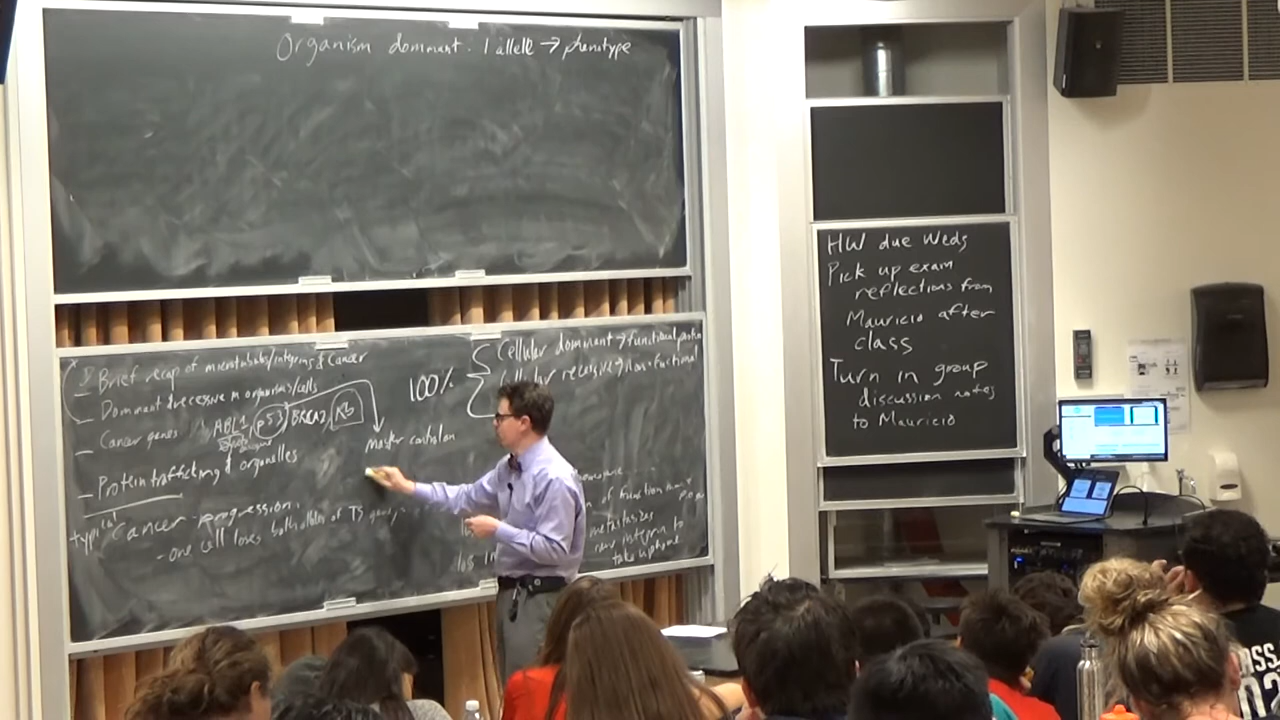 Organism dominant. 1 allele → phenotype
Brief recap of microtubules/integrins & Cancer
— Dominant & recessive in organisms/cells
— Cancer genes ABL1, p53, BRCA2, Rb
— Protein trafficking & organelles
typical Cancer progression.
- one cell loses both alleles of TS gene
100%
Cellular dominant → functional protein
Cellular recessive → non-functional
of function
metastasizes
new integrin to
take up home
HW due Weds
Pick up exam
reflections from
Mauricio after
class
Turn in group
discussion notes
to Mauricio